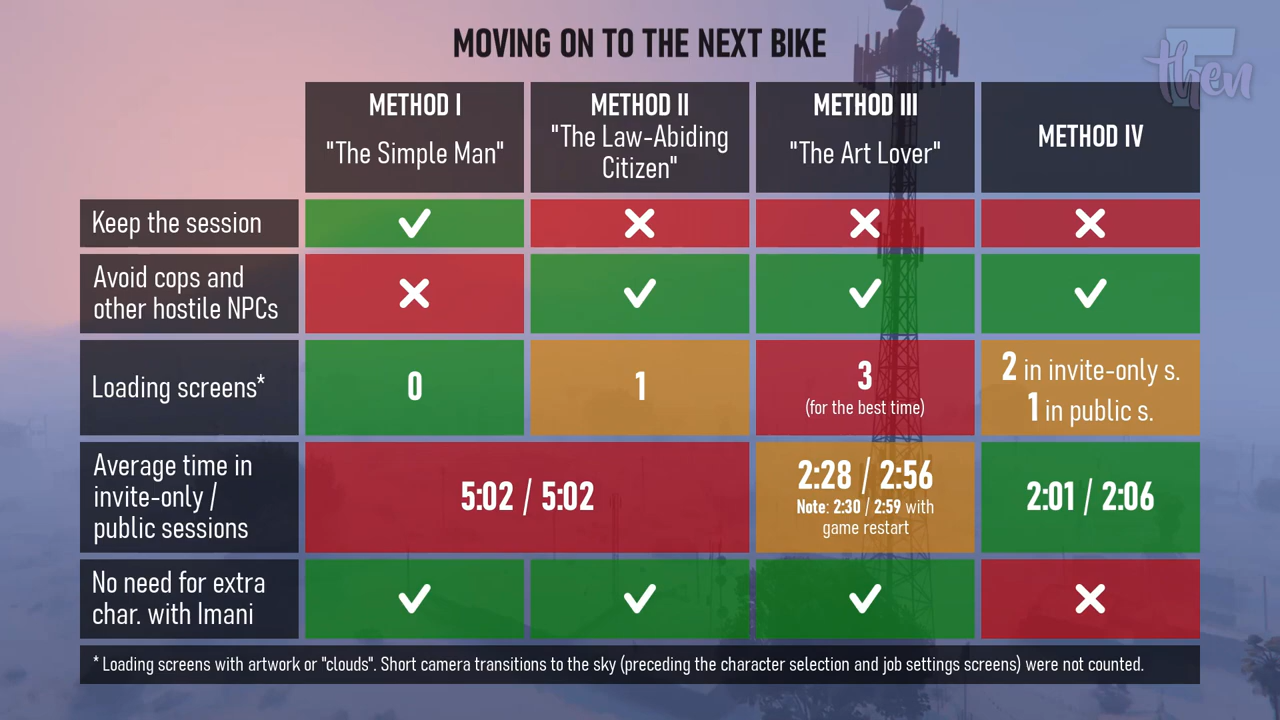 MOVING ON TO THE NEXT BIKE
then
METHOD I
"The Simple Man"
METHOD II
"The Law-Abiding
Citizen"
METHOD III
"The Art Lover"
METHOD IV
Keep the session
Avoid cops and
other hostile NPCs
Loading screens*
0
1
3
(for the best time)
2 in invite-only s.
1 in public s.
Average time in
invite-only /
public sessions
5:02 / 5:02
2:28 / 2:56
Note: 2:30 / 2:59 with
game restart
2:01 / 2:06
No need for extra
char. with Imani
* Loading screens with artwork or "clouds". Short camera transitions to the sky (preceding the character selection and job settings screens) were not counted.